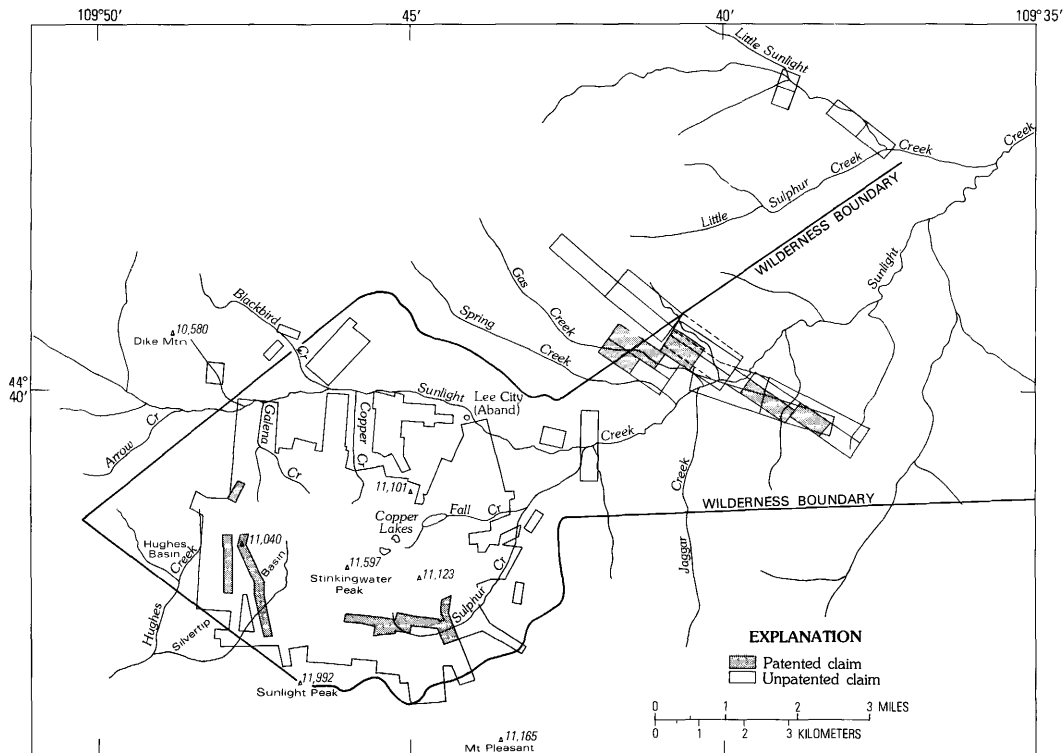 109°50'
45'
40'
109°35'
Little Sunlight
Creek
Creek
Little Sulphur Creek
WILDERNESS BOUNDARY
Sunlight
Gas
Creek
Spring
Creek
Blackbird
Cr
10,580
Dike Mtn
44°
40'
Sunlight
Lee City
(Aband)
Creek
Arrow Cr
Galena
Cr
Copper
Cr
11,101
Copper
Lakes
Fall Cr
Creek
Jaggar
WILDERNESS BOUNDARY
Hughes
Basin
Creek
Hughes
11,040
Basin
Silvertip
11,597
Stinkingwater
Peak
11,123
Sulphur
Cr
11,992
Sunlight Peak
11,165
Mt Pleasant
EXPLANATION
Patented claim
Unpatented claim
0 1 2 3 MILES
0 1 2 3 KILOMETERS